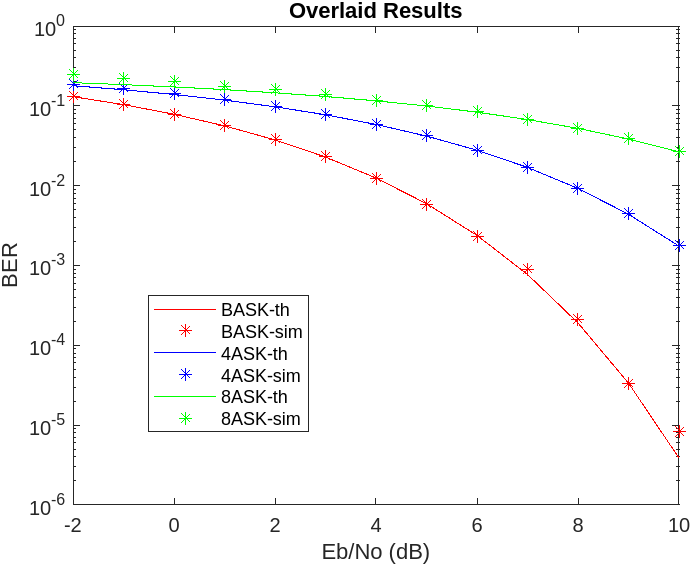 Overlaid Results
10^0
10^-1
10^-2
10^-3
10^-4
10^-5
10^-6
BER
BASK-th
BASK-sim
4ASK-th
4ASK-sim
8ASK-th
8ASK-sim
-2 0 2 4 6 8 10
Eb/No (dB)